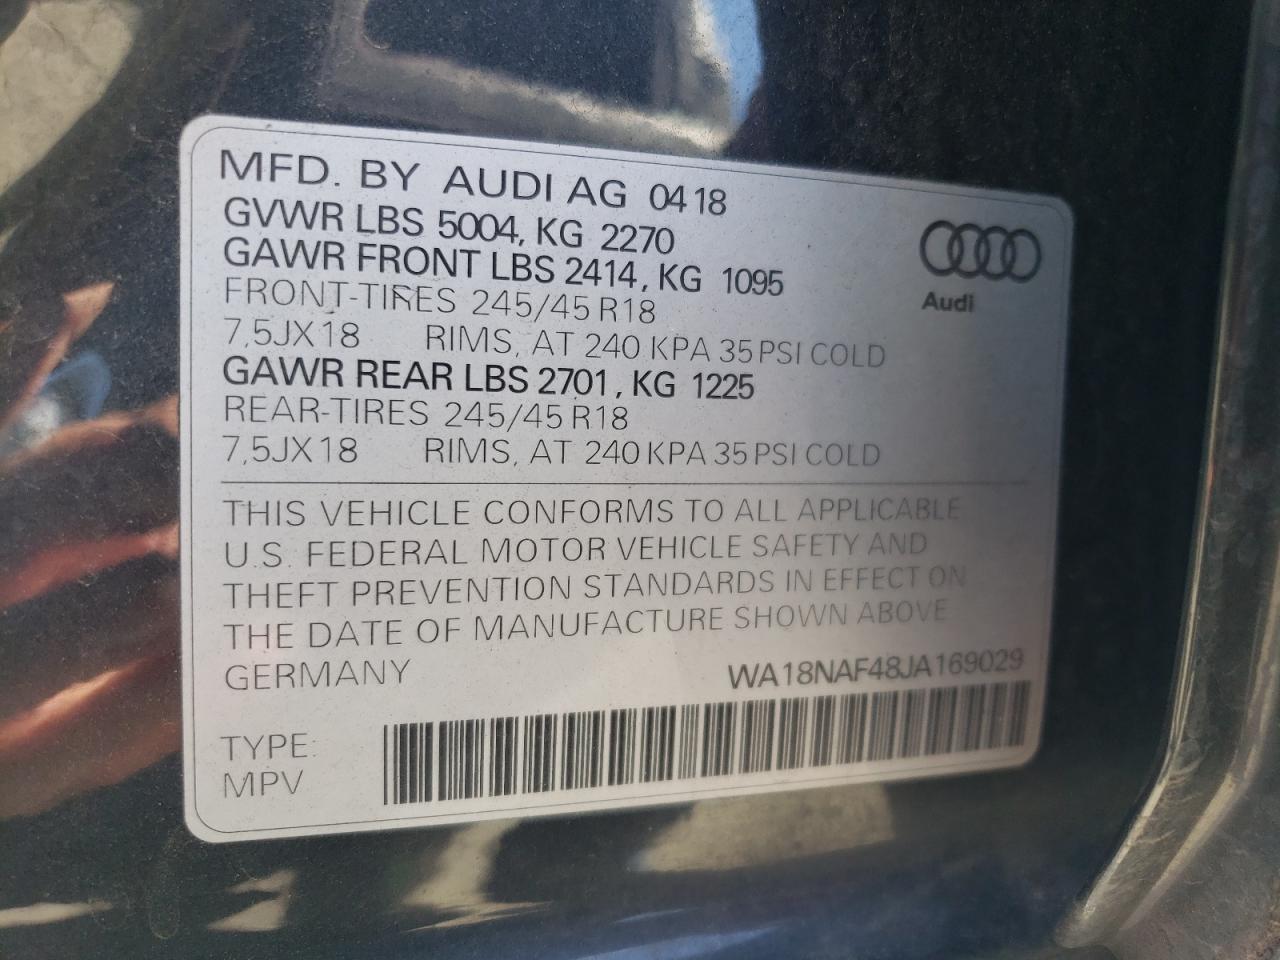 MFD. BY AUDI AG 0418
GVWR LBS 5004, KG 2270
GAWR FRONT LBS 2414, KG 1095
FRONT-TIRES 245/45 R18
7,5JX18 RIMS, AT 240 KPA 35 PSI COLD
GAWR REAR LBS 2701, KG 1225
REAR-TIRES 245/45 R18
7,5JX18 RIMS, AT 240 KPA 35 PSI COLD
Audi
THIS VEHICLE CONFORMS TO ALL APPLICABLE
U.S. FEDERAL MOTOR VEHICLE SAFETY AND
THEFT PREVENTION STANDARDS IN EFFECT ON
THE DATE OF MANUFACTURE SHOWN ABOVE
GERMANY WA18NAF48JA169029
TYPE:
MPV